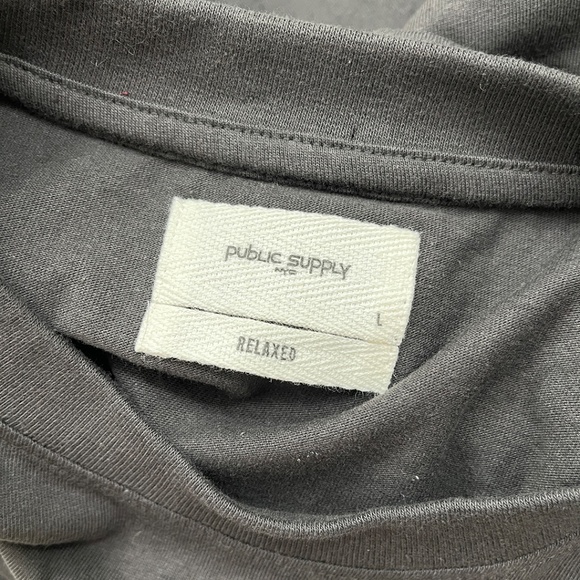 PUBLIC SUPPLY
NYC
L
RELAXED